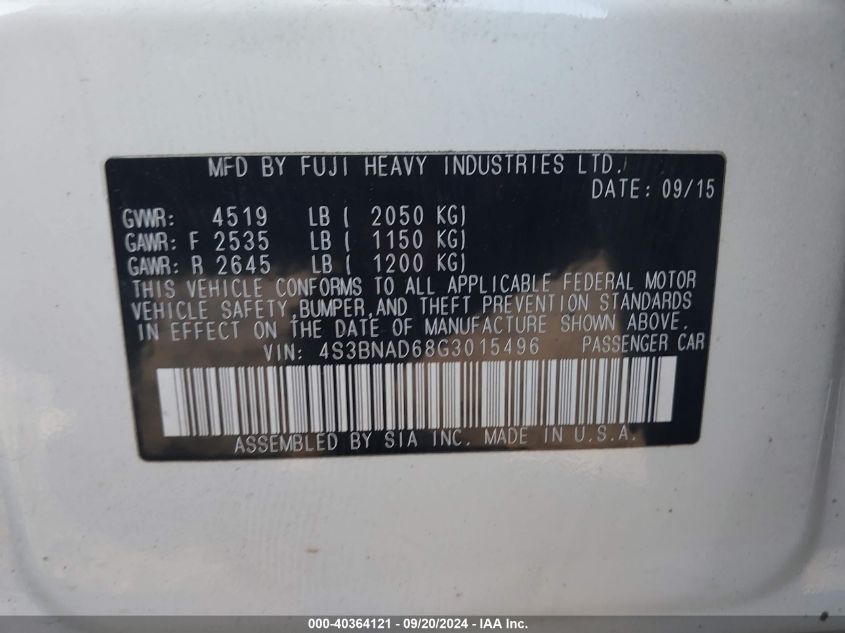 MFD BY FUJI HEAVY INDUSTRIES LTD.
DATE: 09/15
GVWR: 4519 LB ( 2050 KG)
GAWR: F 2535 LB ( 1150 KG)
GAWR: R 2645 LB ( 1200 KG)
THIS VEHICLE CONFORMS TO ALL APPLICABLE FEDERAL MOTOR
VEHICLE SAFETY, BUMPER, AND THEFT PREVENTION STANDARDS
IN EFFECT ON THE DATE OF MANUFACTURE SHOWN ABOVE.
VIN: 4S3BNAD68G3015496 PASSENGER CAR
ASSEMBLED BY SIA INC. MADE IN U.S.A.
000-40364121 - 09/20/2024 - IAA Inc.